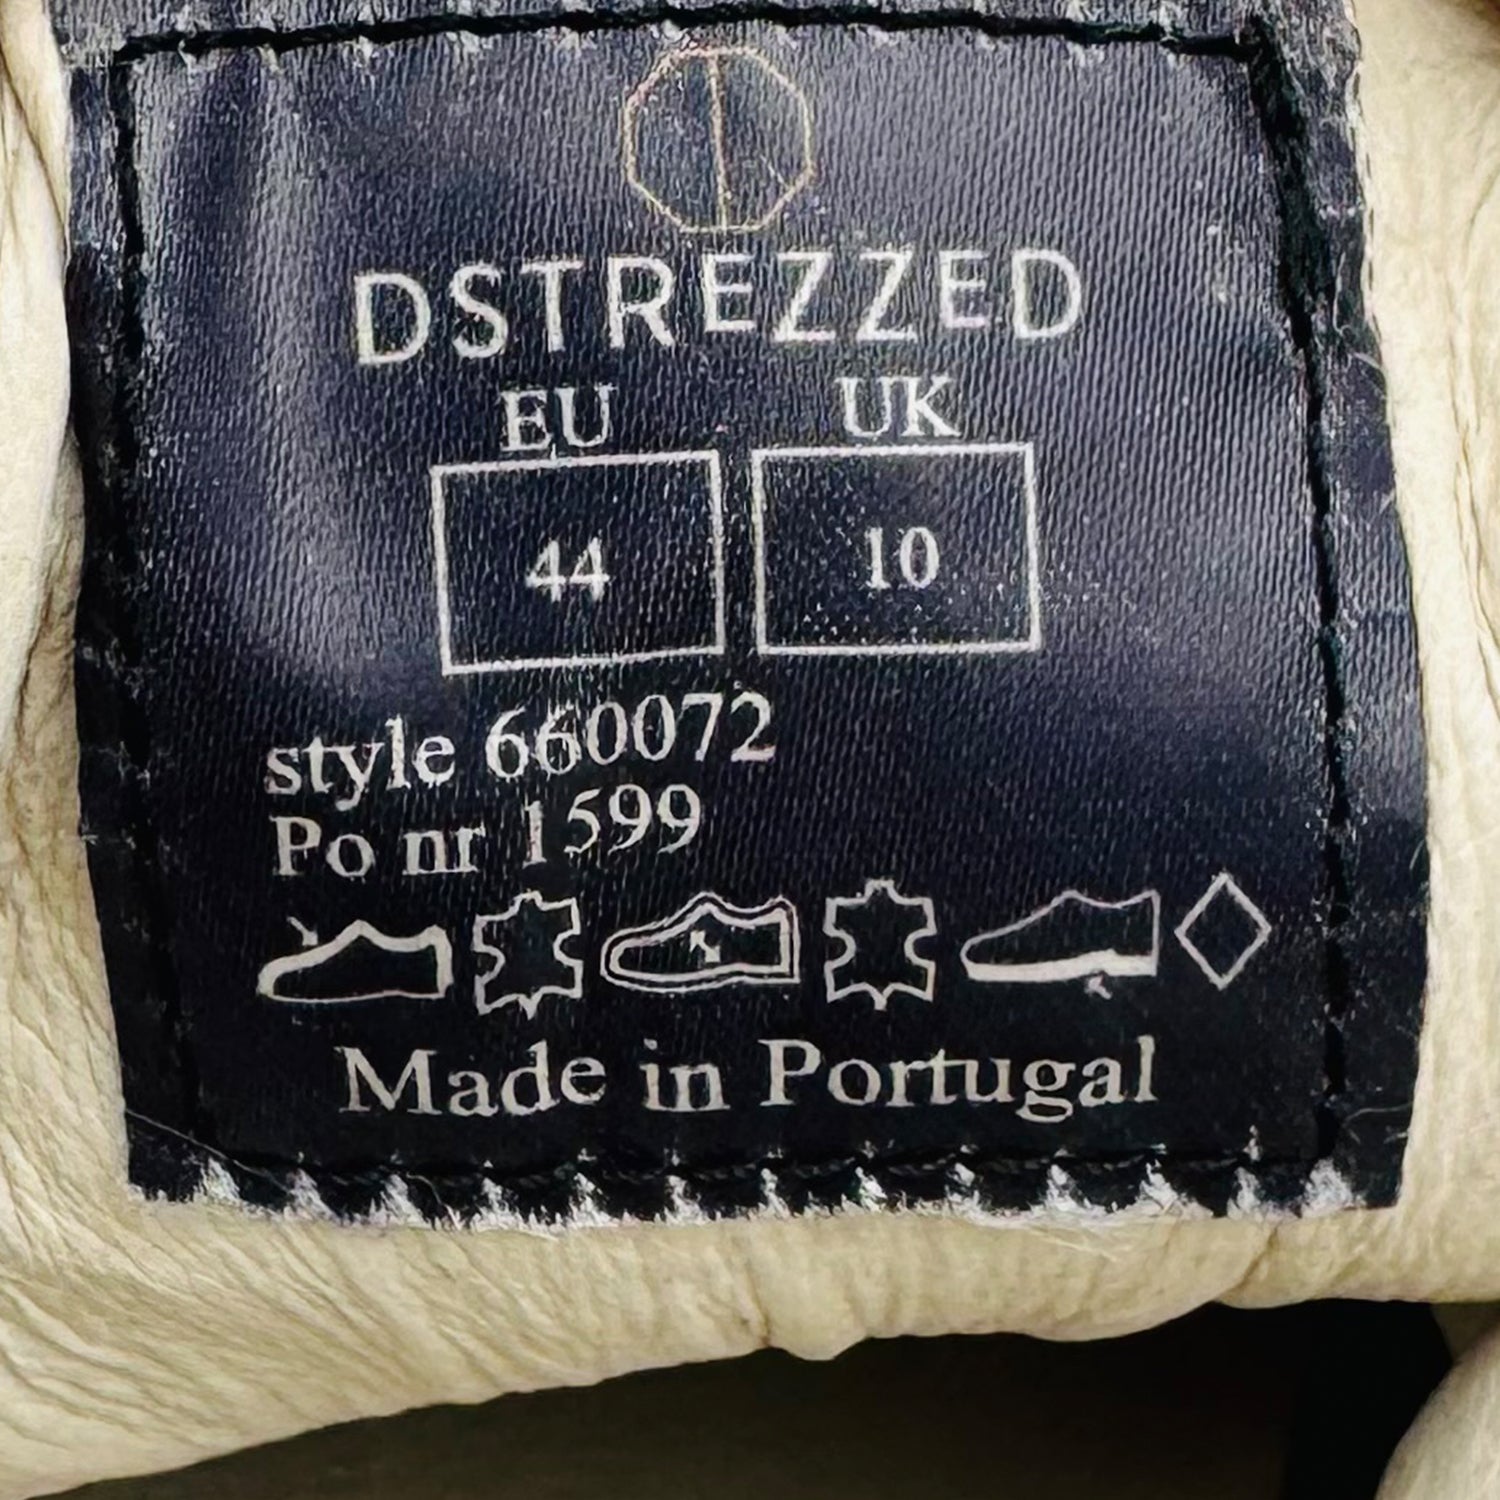 DSTREZZED
EU UK
44 10
style 660072
Po nr 1599
Made in Portugal